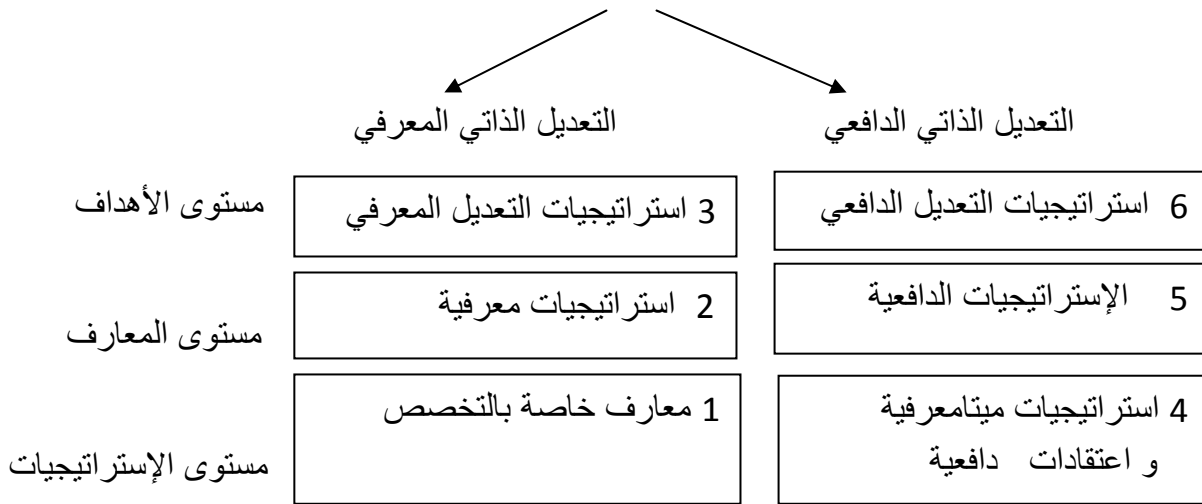 التعديل الذاتي الدافعي
التعديل الذاتي المعرفي
6 استراتيجيات التعديل الدافعي
3 استراتيجيات التعديل المعرفي
مستوى الأهداف
5 الإستراتيجيات الدافعية
2 استراتيجيات معرفية
مستوى المعارف
4 استراتيجيات ميتامعرفية
و اعتقادات دافعية
1 معارف خاصة بالتخصص
مستوى الإستراتيجيات